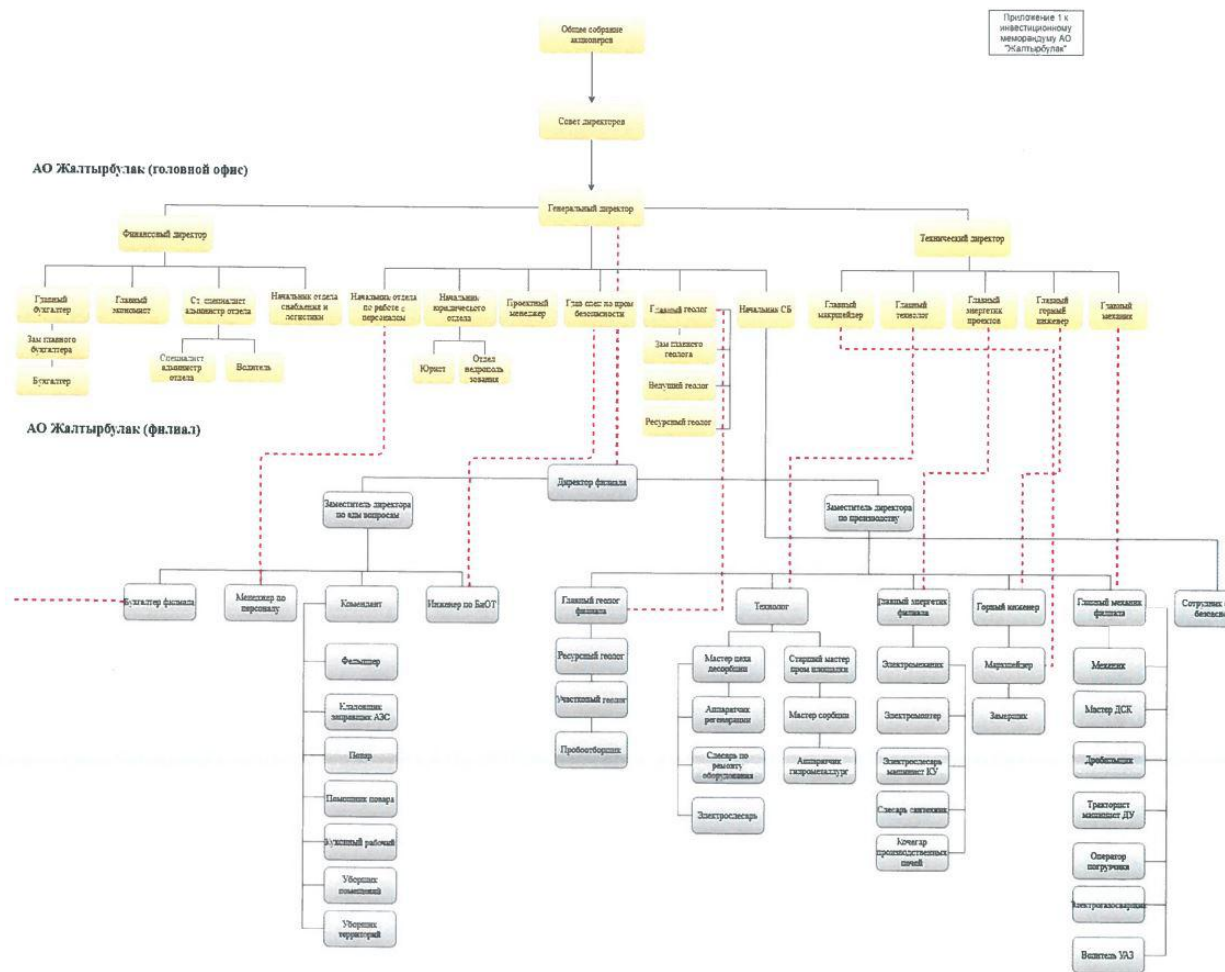 Приложение 1 к
инвестиционному
меморандуму АО
"Жалтырбулак"
Общее собрание
акционеров
Совет директоров
АО Жалтырбулак (головной офис)
Генеральный директор
Финансовый директор
Технический директор
Главный
бухгалтер
Главный
экономист
Ст. специалист
администр отдела
Начальник отдела
снабжения и
логистики
Начальник отдела
по работе с
персоналом
Начальник
юридического
отдела
Проектный
менеджер
Глав спец по пром
безопасности
Главный геолог
Начальник СБ
Главный
макршейдер
Главный
технолог
Главный
энергетик
проектов
Главный
горный
инженер
Главный
механик
Зам главного
бухгалтера
Бухгалтер
Специалист
администр
отдела
Водитель
Юрист
Отдел
недрополь
зования
Зам главного
геолога
Ведущий геолог
Ресурсный геолог
АО Жалтырбулак (филиал)
Директор филиала
Заместитель директора
по адм вопросам
Заместитель директора
по производству
Бухгалтер филиала
Менеджер по
персоналу
Комендант
Инженер по БиОТ
Главный геолог
филиала
Технолог
Главный энергетик
филиала
Горный инженер
Главный механик
филиала
Сотрудник
Фельдшер
Кладовщик
заправщик АЗС
Повар
Помошник повара
Кухонный рабочий
Уборщик
помещений
Уборщик
территорий
Ресурсный геолог
Участковый геолог
Пробоотборщик
Мастер цеха
десорбции
Аппаратчик
регенерации
Слесарь по
ремонту
оборудования
Электрослесарь
Старший мастер
пром площадки
Мастер сорбции
Аппаратчик
гидрометаллург
Электромеханик
Электромонтер
Электрослесарь
машинист КУ
Слесарь сантехник
Кочегар
производственных
печей
Маркшейдер
Замерщик
Механик
Мастер ДСК
Дробильщик
Тракторист
машинист ДУ
Оператор
погрузчика
Электрогазосварщик
Водитель УАЗ